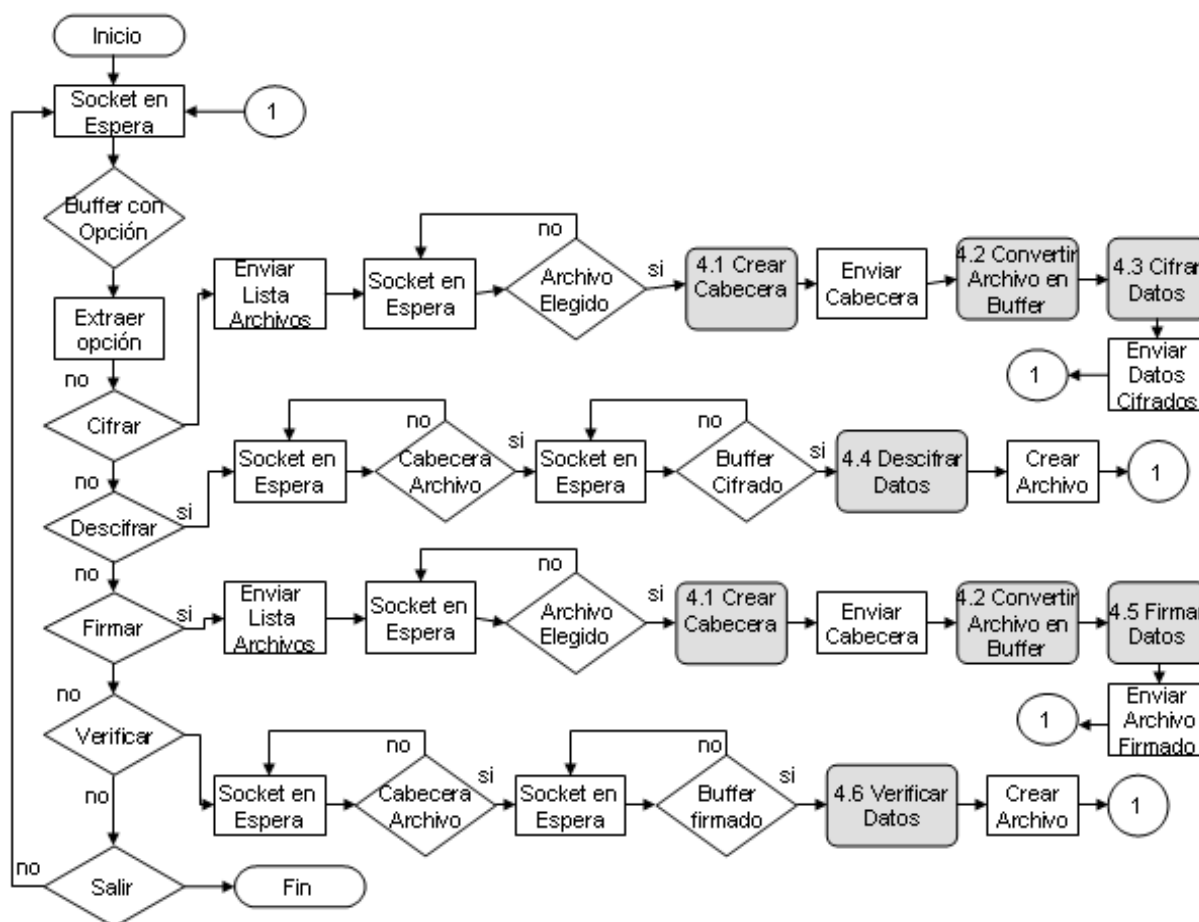 Inicio
Socket en
Espera
1
Buffer con
Opción
Extraer
opción
no
Cifrar
Enviar
Lista
Archivos
Socket en
Espera
no
Archivo
Elegido
si
4.1 Crear
Cabecera
Enviar
Cabecera
4.2 Convertir
Archivo en
Buffer
4.3 Cifrar
Datos
Enviar
Datos
Cifrados
1
no
Descifrar
si
Socket en
Espera
no
Cabecera
Archivo
si
Socket en
Espera
no
Buffer
Cifrado
si
4.4 Descifrar
Datos
Crear
Archivo
1
no
Firmar
si
Enviar
Lista
Archivos
Socket en
Espera
no
Archivo
Elegido
si
4.1 Crear
Cabecera
Enviar
Cabecera
4.2 Convertir
Archivo en
Buffer
4.5 Firmar
Datos
Enviar
Archivo
Firmado
1
no
Verificar
Socket en
Espera
no
Cabecera
Archivo
si
Socket en
Espera
no
Buffer
firmado
si
4.6 Verificar
Datos
Crear
Archivo
1
no
no
Salir
Fin